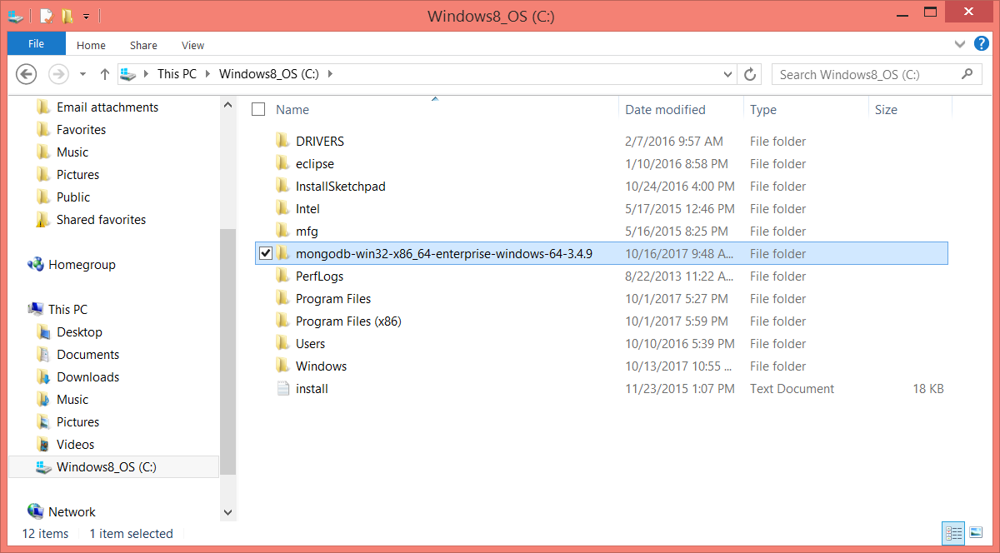 Windows8_OS (C:)
File Home Share View
This PC Windows8_OS (C:) Search Windows8_OS (C:)
Email attachments
Favorites
Music
Pictures
Public
Shared favorites
Homegroup
This PC
Desktop
Documents
Downloads
Music
Pictures
Videos
Windows8_OS (C:)
Network
Name Date modified Type Size
DRIVERS 2/7/2016 9:57 AM File folder
eclipse 1/10/2016 8:58 PM File folder
InstallSketchpad 10/24/2016 4:00 PM File folder
Intel 5/17/2015 12:46 PM File folder
mfg 5/16/2015 8:25 PM File folder
mongodb-win32-x86_64-enterprise-windows-64-3.4.9 10/16/2017 9:48 A... File folder
PerfLogs 8/22/2013 11:22 A... File folder
Program Files 10/1/2017 5:27 PM File folder
Program Files (x86) 10/1/2017 5:59 PM File folder
Users 10/10/2016 5:39 PM File folder
Windows 10/13/2017 10:55 ... File folder
install 11/23/2015 1:07 PM Text Document 18 KB
12 items 1 item selected